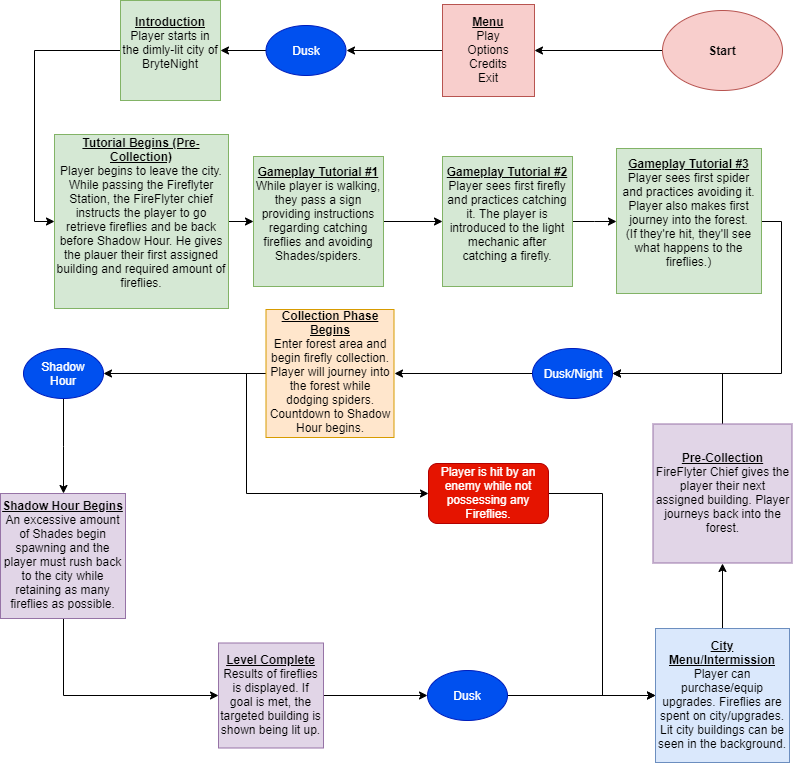 Start
Menu
Play
Options
Credits
Exit
Dusk
Introduction
Player starts in
the dimly-lit city of
BryteNight
Tutorial Begins (Pre-
Collection)
Player begins to leave the city.
While passing the Fireflyter
Station, the FireFlyter chief
instructs the player to go
retrieve fireflies and be back
before Shadow Hour. He gives
the plauer their first assigned
building and required amount of
fireflies.
Gameplay Tutorial #1
While player is walking,
they pass a sign
providing instructions
regarding catching
fireflies and avoiding
Shades/spiders.
Gameplay Tutorial #2
Player sees first firefly
and practices catching
it. The player is
introduced to the light
mechanic after
catching a firefly.
Gameplay Tutorial #3
Player sees first spider
and practices avoiding it.
Player also makes first
journey into the forest.
(If they're hit, they'll see
what happens to the
fireflies.)
Dusk/Night
Collection Phase
Begins
Enter forest area and
begin firefly collection.
Player will journey into
the forest while
dodging spiders.
Countdown to Shadow
Hour begins.
Shadow
Hour
Player is hit by an
enemy while not
possessing any
Fireflies.
Shadow Hour Begins
An excessive amount
of Shades begin
spawning and the
player must rush back
to the city while
retaining as many
fireflies as possible.
Level Complete
Results of fireflies
is displayed. If
goal is met, the
targeted building is
shown being lit up.
Dusk
City
Menu/Intermission
Player can
purchase/equip
upgrades. Fireflies are
spent on city/upgrades.
Lit city buildings can be
seen in the background.
Pre-Collection
FireFlyter Chief gives the
player their next
assigned building. Player
journeys back into the
forest.